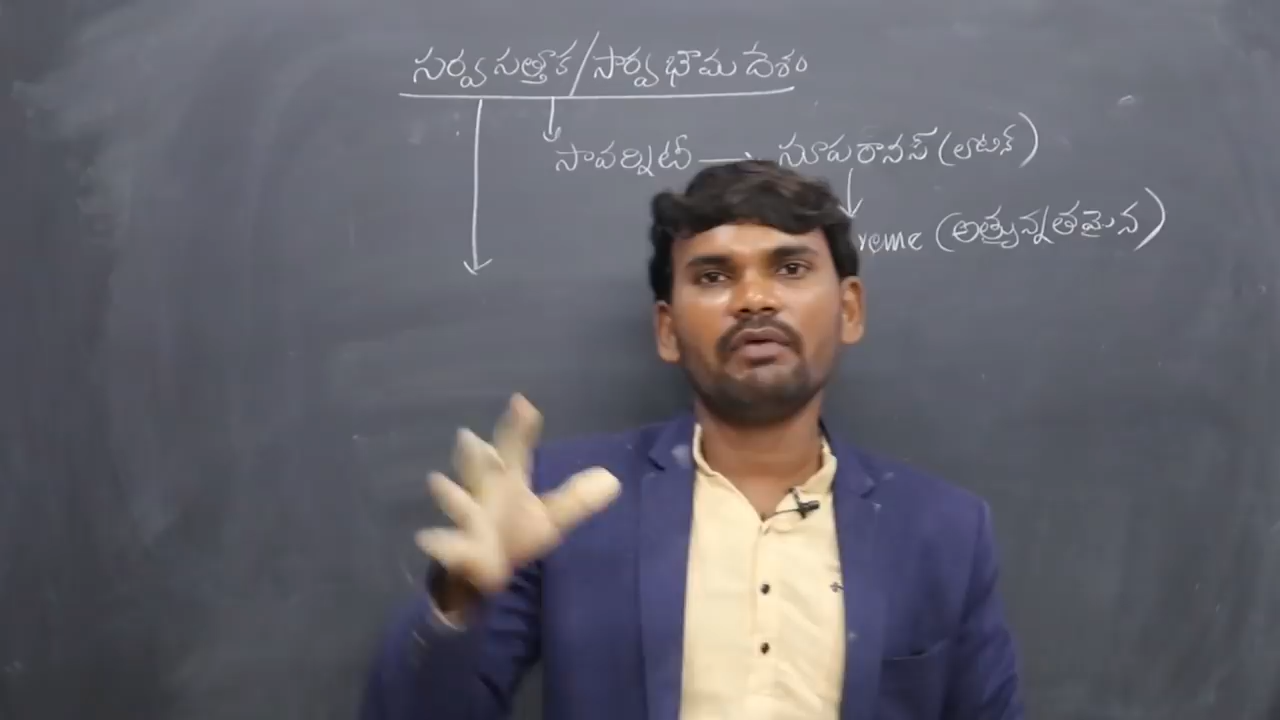 సర్వసత్తాక/సార్వభౌమ దేశం
సావర్నిటీ → సూపరానస్ (లాటిన్)
reme (అత్యున్నతమైన)